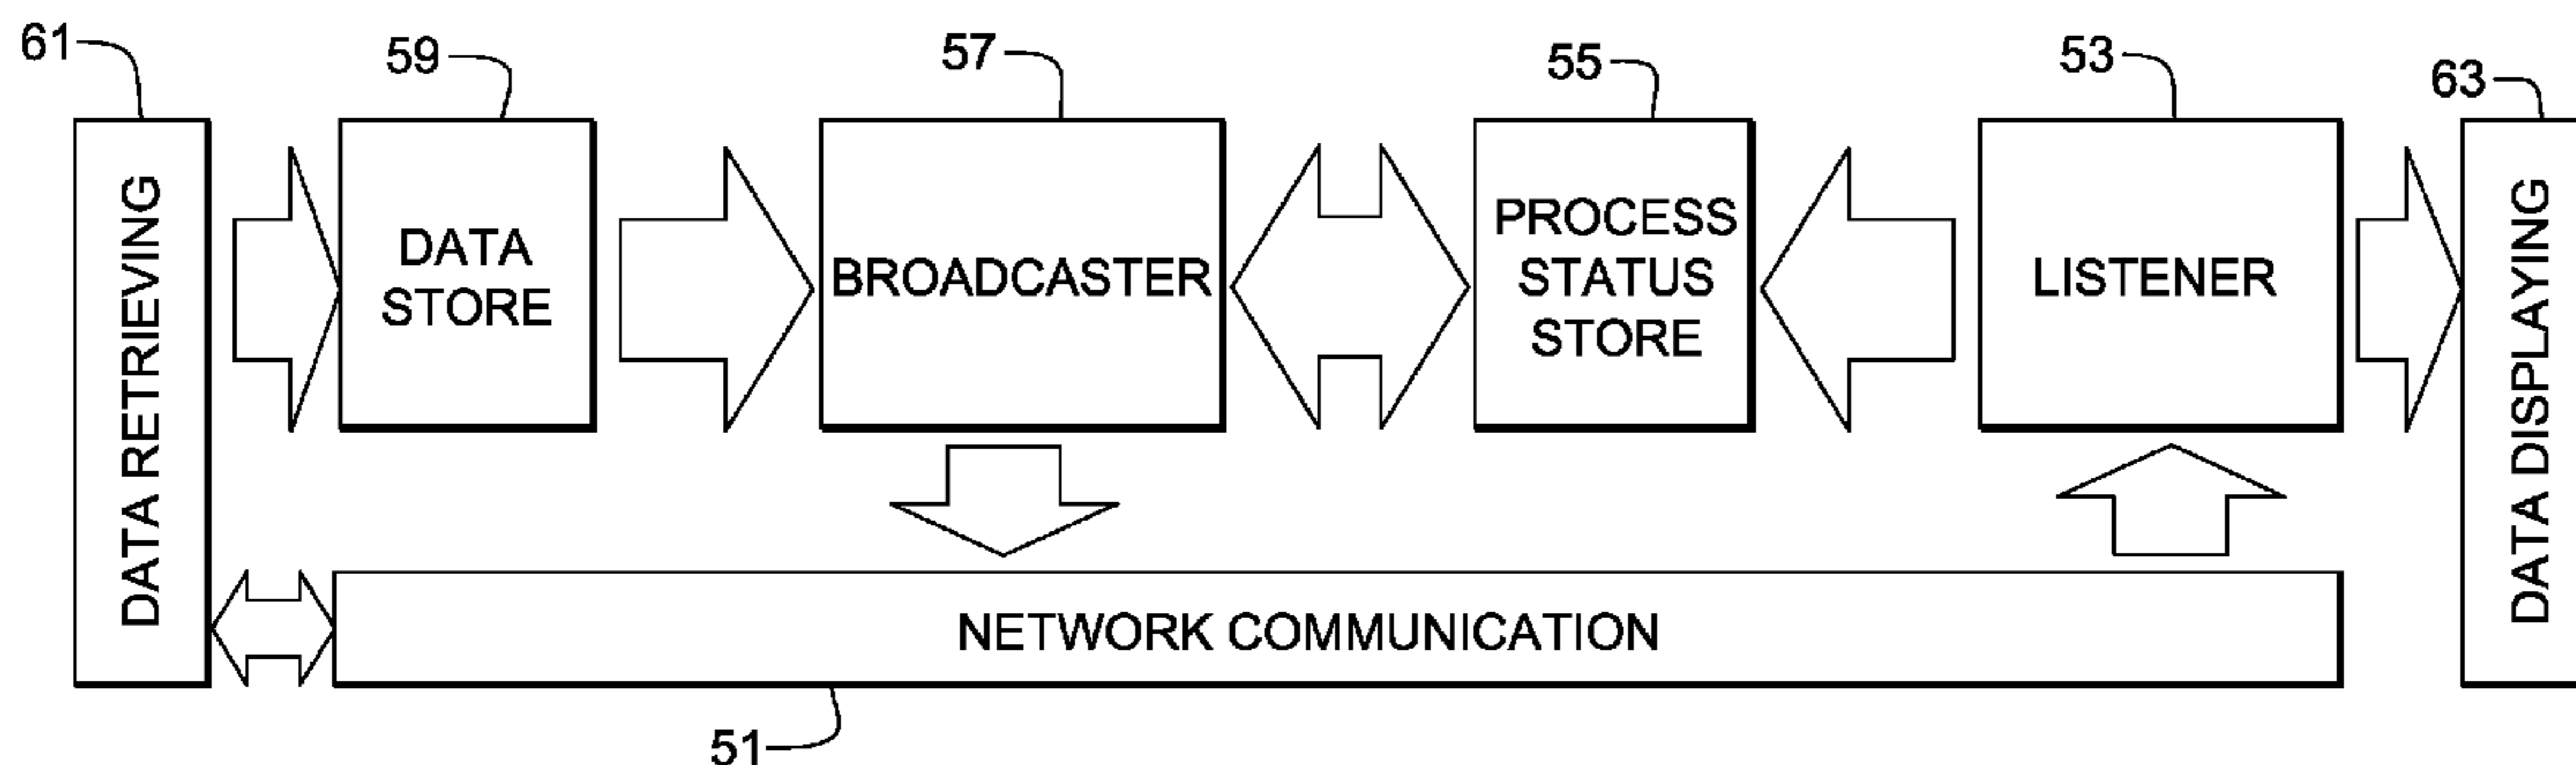 61
59
57
55
53
63
DATA RETRIEVING
DATA
STORE
BROADCASTER
PROCESS
STATUS
STORE
LISTENER
DATA DISPLAYING
NETWORK COMMUNICATION
51